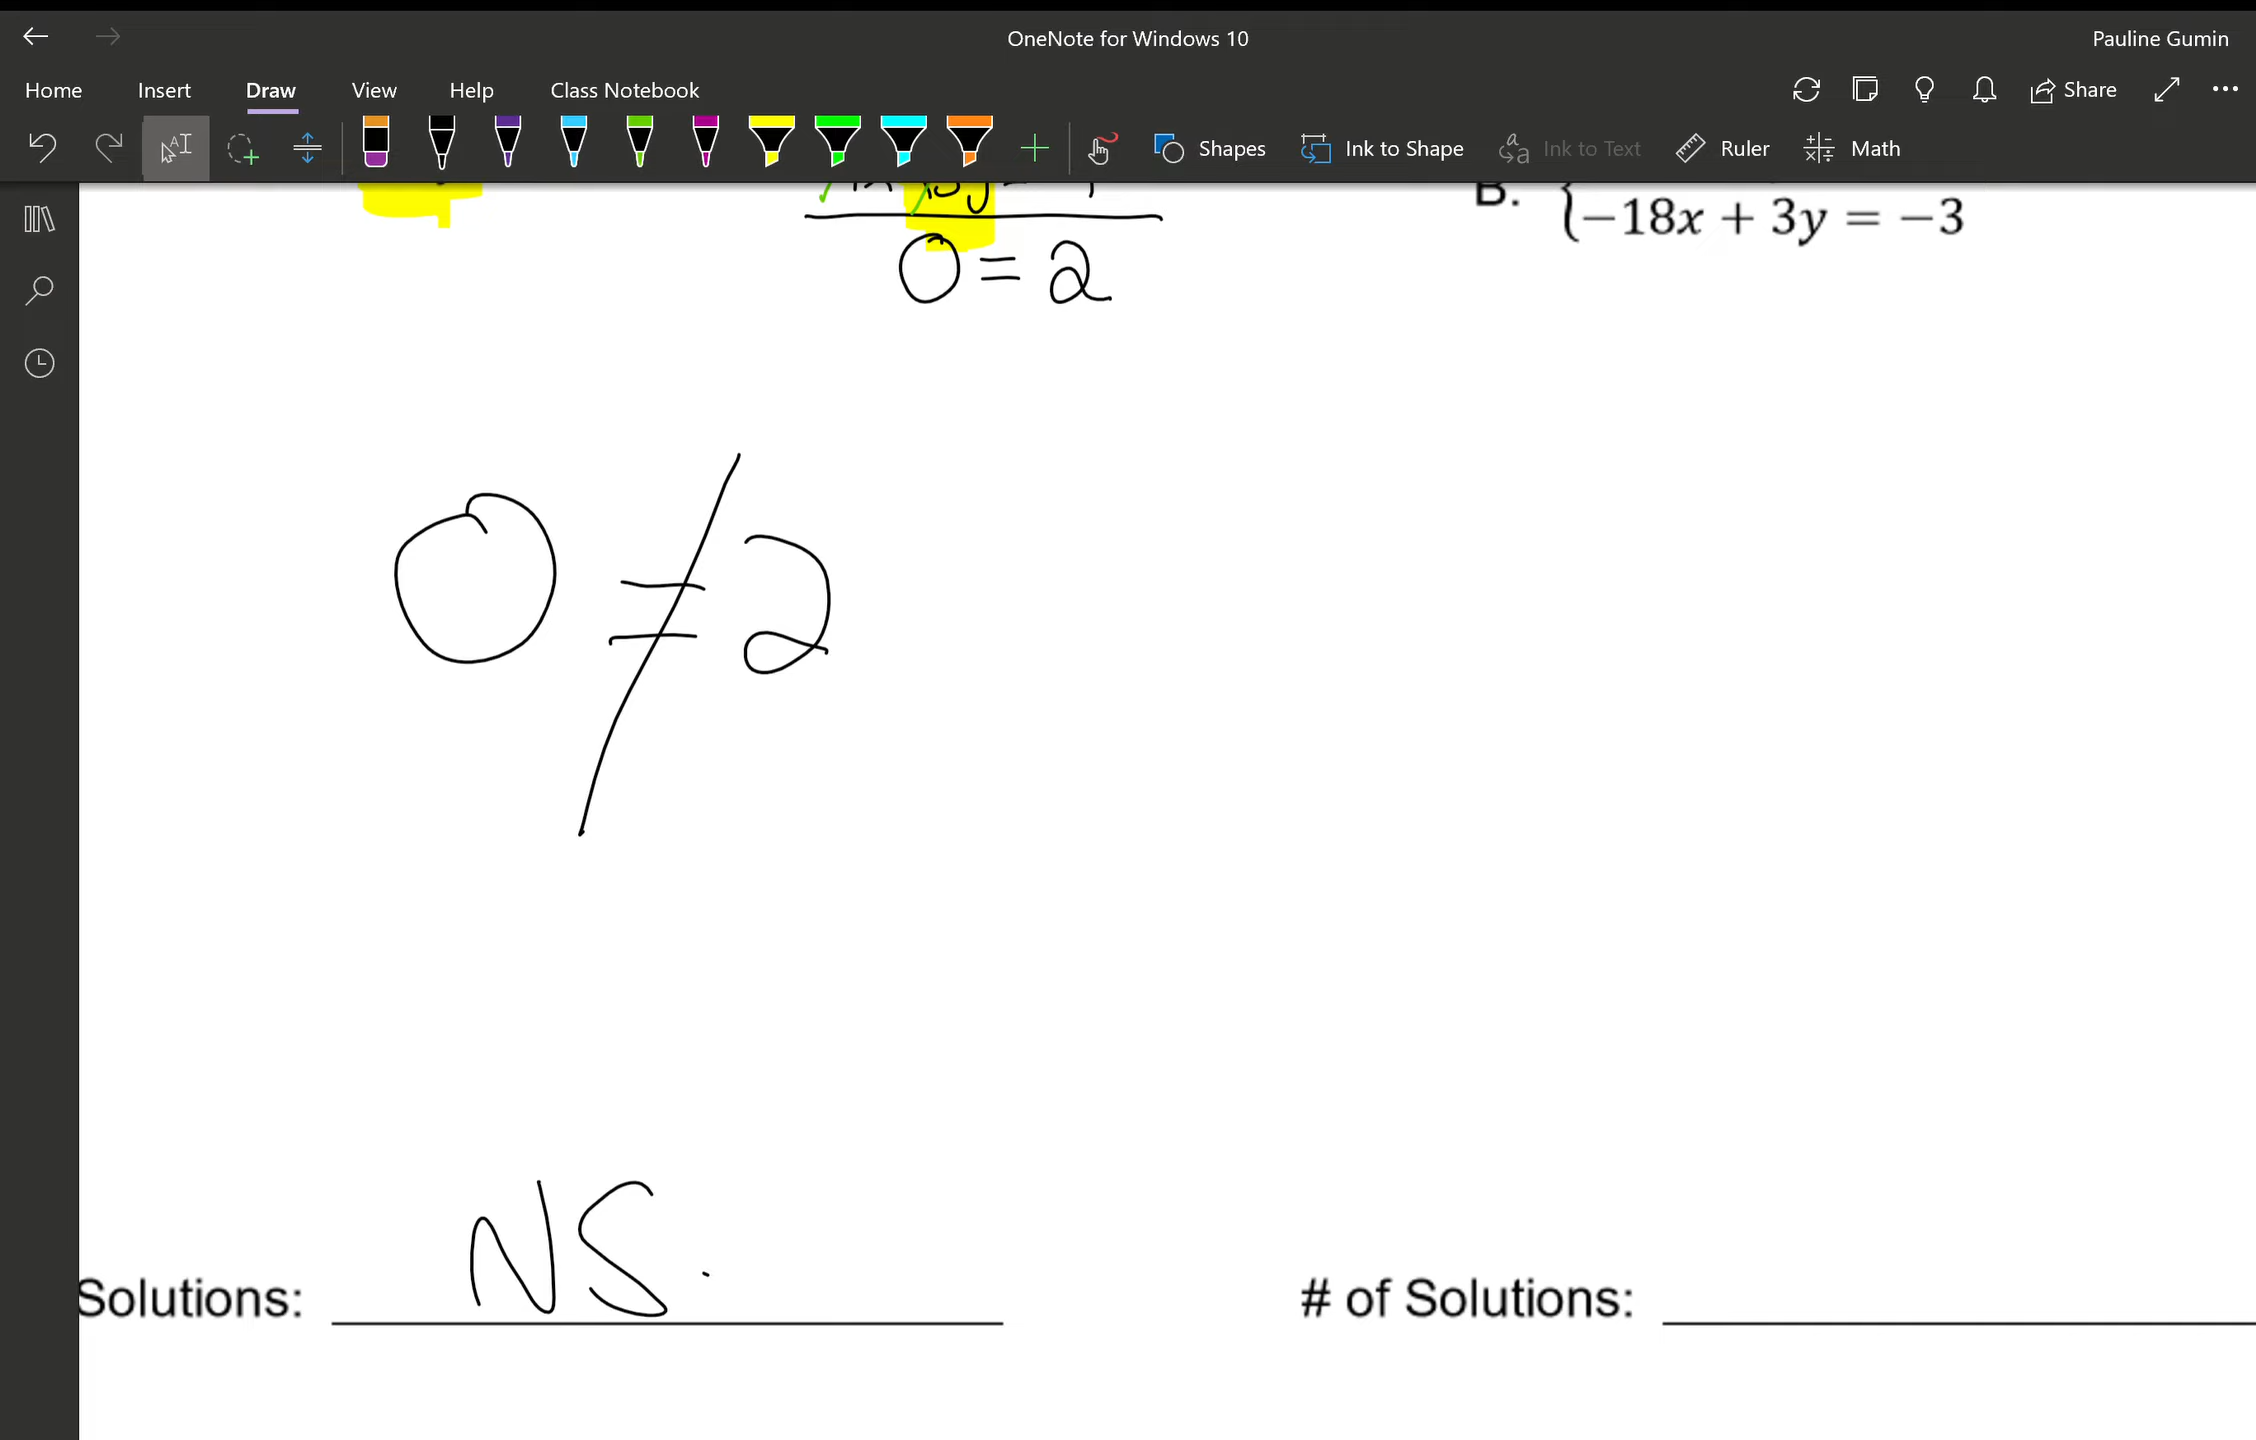 OneNote for Windows 10
Pauline Gumin
Home Insert Draw View Help Class Notebook Share
Shapes Ink to Shape Ink to Text Ruler Math
B. −18x + 3y = −3
0 = 2
0 ≠ 2
Solutions: NS.
# of Solutions: